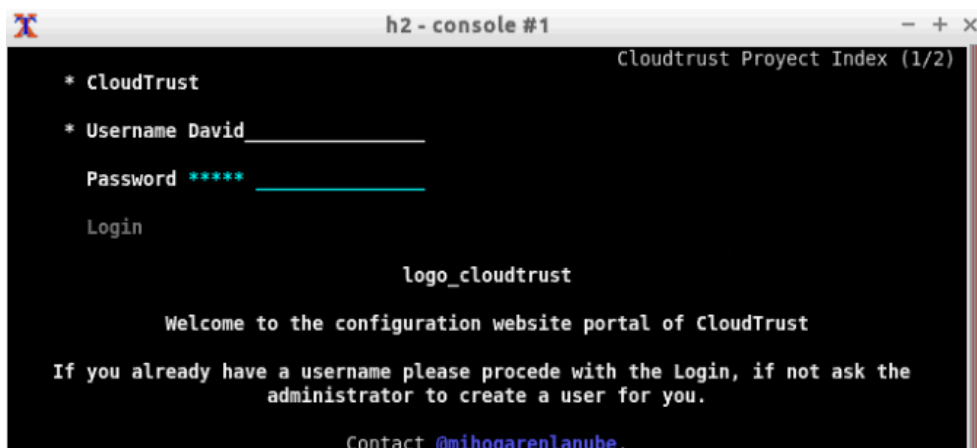 h2 - console #1
Cloudtrust Proyect Index (1/2)
* CloudTrust
* Username David
Password *****
Login
logo_cloudtrust
Welcome to the configuration website portal of CloudTrust
If you already have a username please procede with the Login, if not ask the
administrator to create a user for you.
Contact @mihogarenlanube.